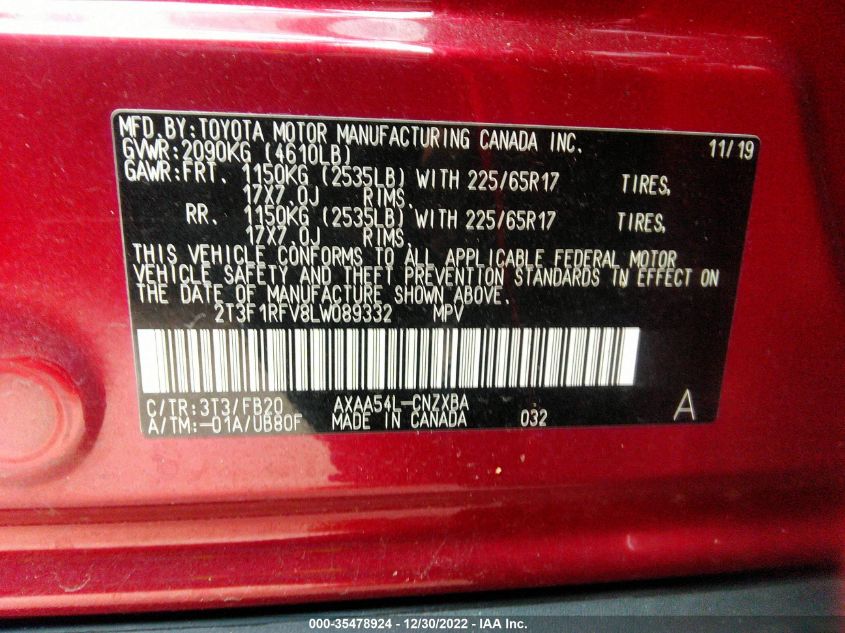 MFD.BY:TOYOTA MOTOR MANUFACTURING CANADA INC. 11/19
GVWR:2090KG (4610LB)
GAWR:FRT. 1150KG (2535LB) WITH 225/65R17 TIRES,
17X7.0J RIMS,
RR. 1150KG (2535LB) WITH 225/65R17 TIRES,
17X7.0J RIMS,
THIS VEHICLE CONFORMS TO ALL APPLICABLE FEDERAL MOTOR
VEHICLE SAFETY AND THEFT PREVENTION STANDARDS IN EFFECT ON
THE DATE OF MANUFACTURE SHOWN ABOVE.
2T3F1RFV8LW089332 MPV
C/TR:3T3/FB20 AXAA54L-CNZXBA A
A/TM:-01A/UB80F MADE IN CANADA 032
000-35478924 - 12/30/2022 - IAA Inc.